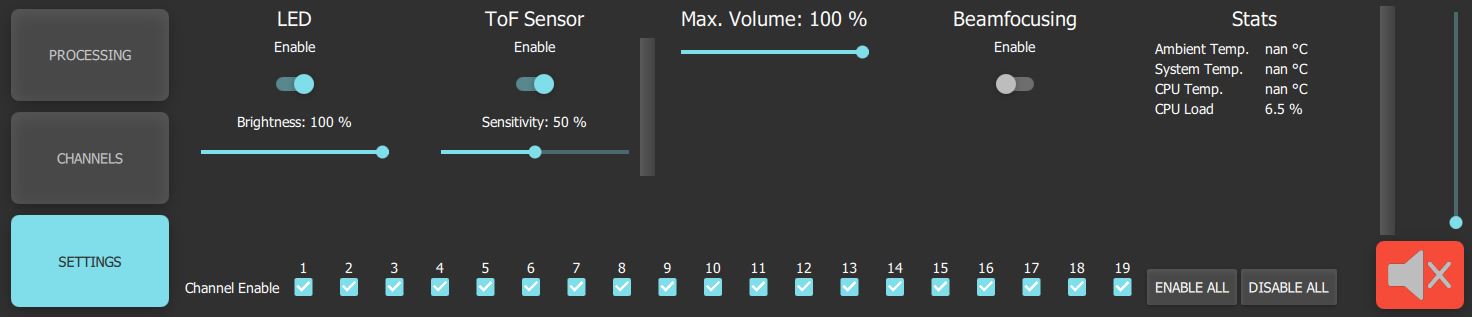 PROCESSING
CHANNELS
SETTINGS
LED
Enable
Brightness: 100 %
ToF Sensor
Enable
Sensitivity: 50 %
Max. Volume: 100 %
Beamfocusing
Enable
Stats
Ambient Temp. nan °C
System Temp. nan °C
CPU Temp. nan °C
CPU Load 6.5 %
1 2 3 4 5 6 7 8 9 10 11 12 13 14 15 16 17 18 19
Channel Enable
ENABLE ALL DISABLE ALL